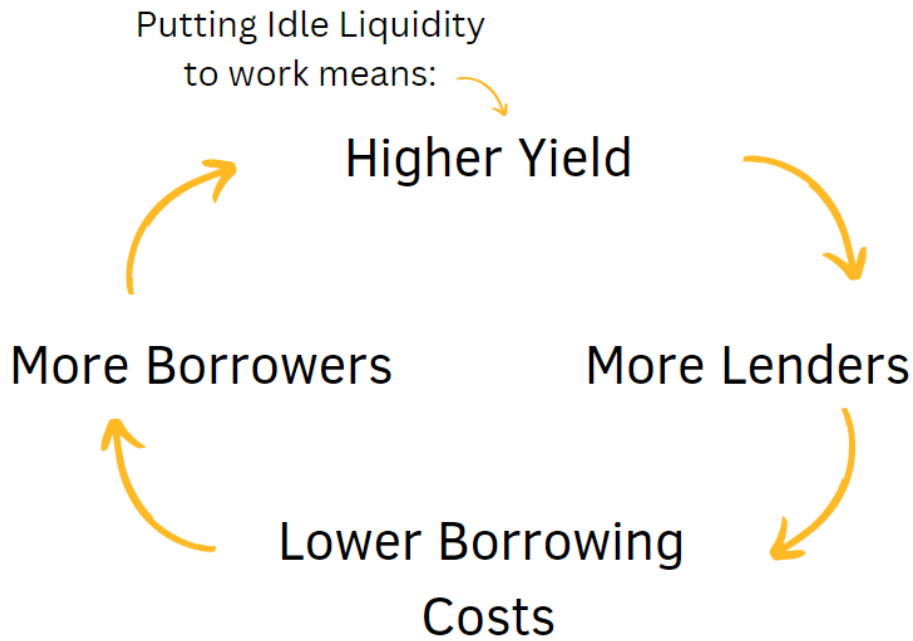 Putting Idle Liquidity
to work means:
Higher Yield
More Lenders
Lower Borrowing
Costs
More Borrowers